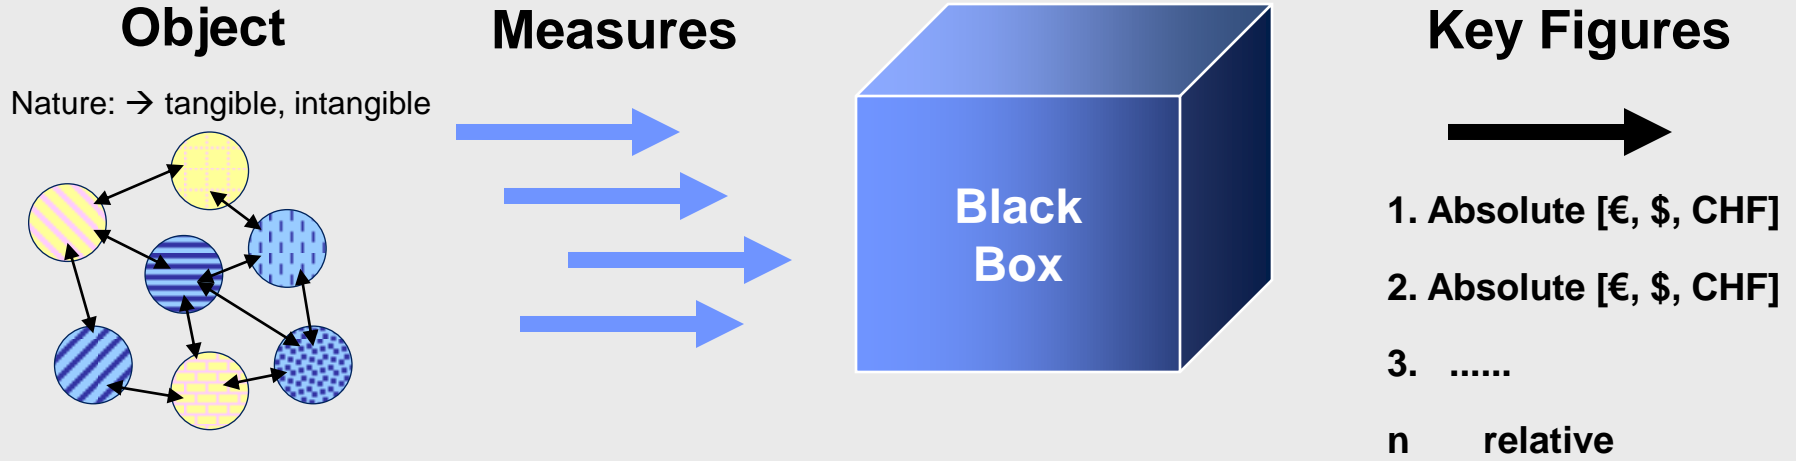 Object
Measures
Key Figures
Nature: → tangible, intangible
Black
Box
1. Absolute [€, $, CHF]
2. Absolute [€, $, CHF]
3. ......
n relative